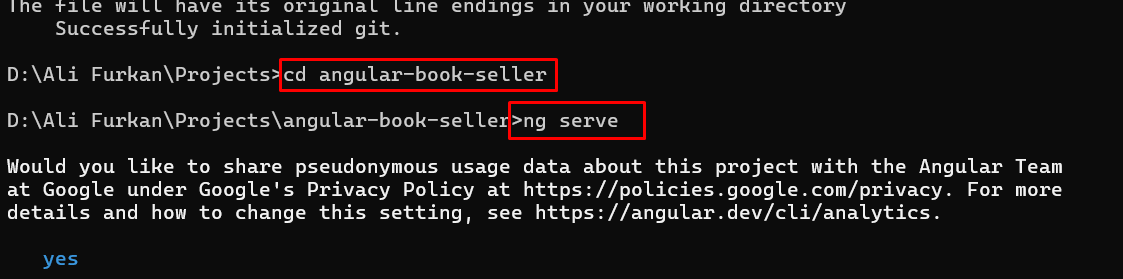 The file will have its original line endings in your working directory
Successfully initialized git.
D:\Ali Furkan\Projects>cd angular-book-seller
D:\Ali Furkan\Projects\angular-book-seller>ng serve
Would you like to share pseudonymous usage data about this project with the Angular Team
at Google under Google's Privacy Policy at https://policies.google.com/privacy. For more
details and how to change this setting, see https://angular.dev/cli/analytics.
yes